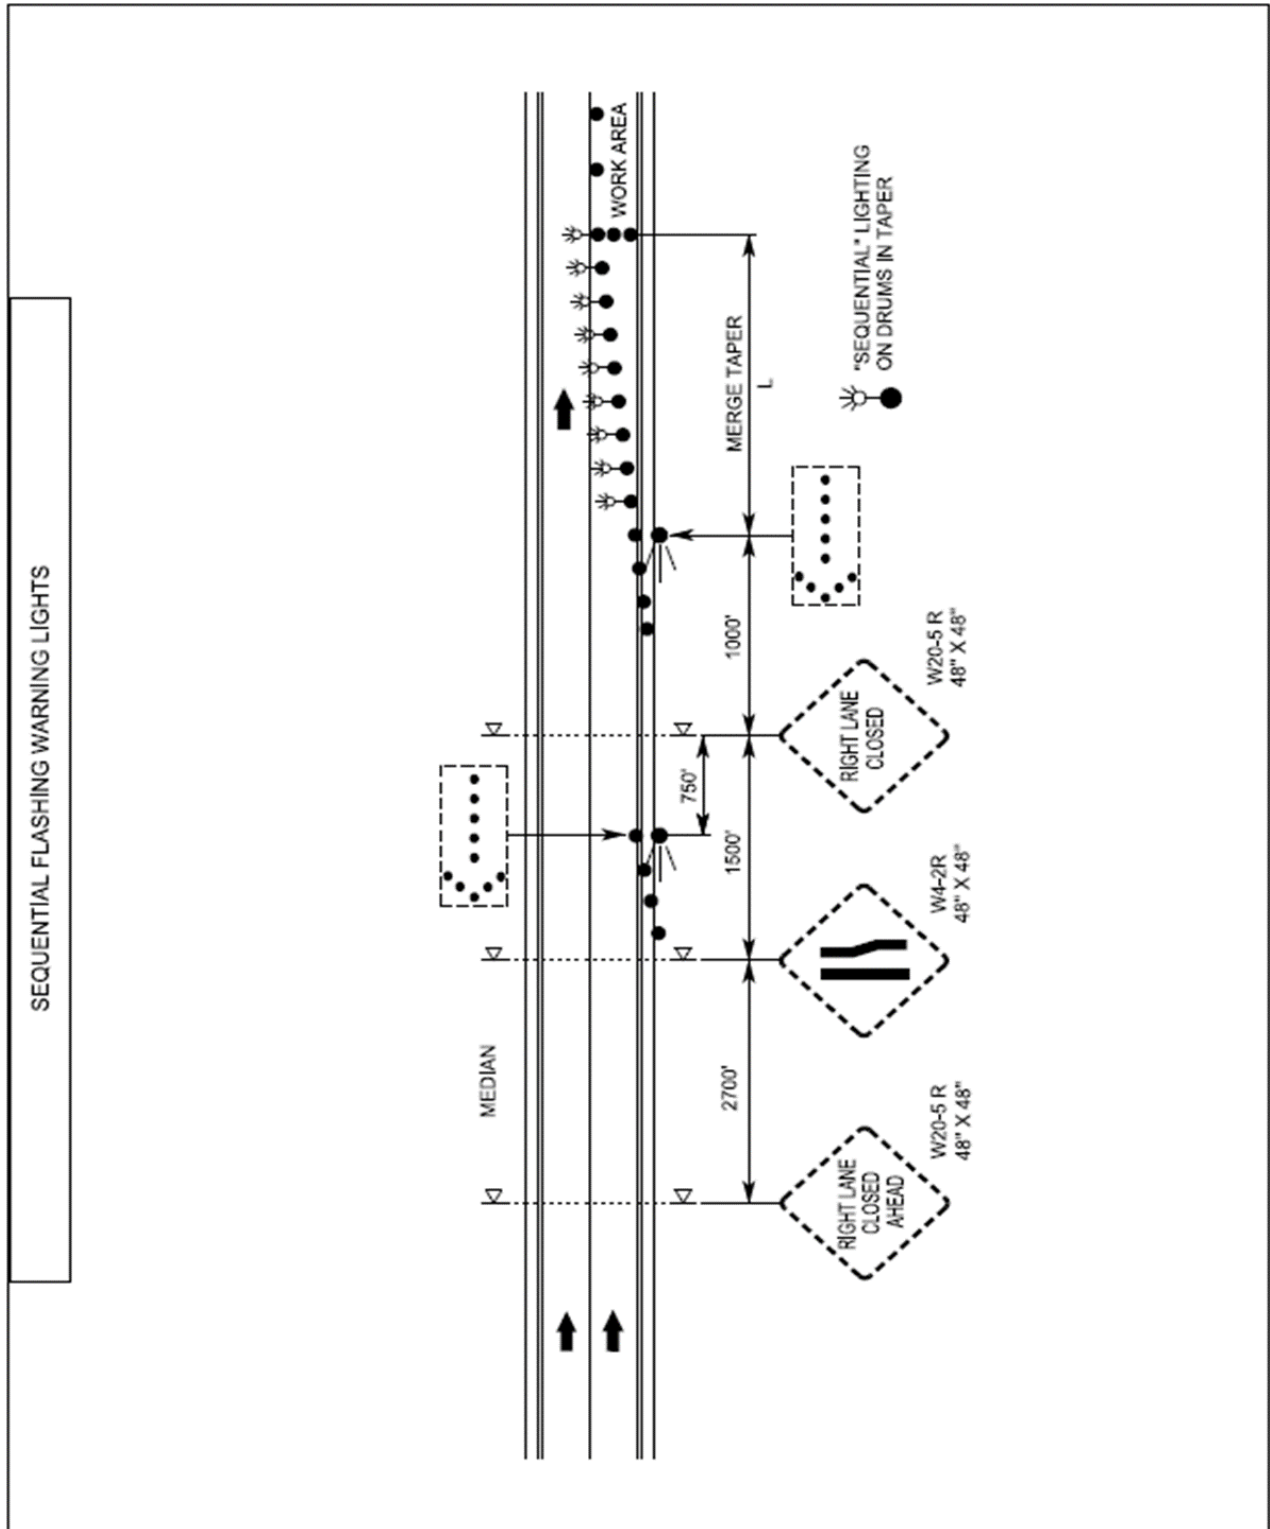 SEQUENTIAL FLASHING WARNING LIGHTS
WORK AREA
"SEQUENTIAL" LIGHTING
ON DRUMS IN TAPER
MERGE TAPER
L
1000'
W20-5 R
48" X 48"
RIGHT LANE
CLOSED
750'
1500'
W4-2R
48" X 48"
MEDIAN
2700'
W20-5 R
48" X 48"
RIGHT LANE
CLOSED
AHEAD